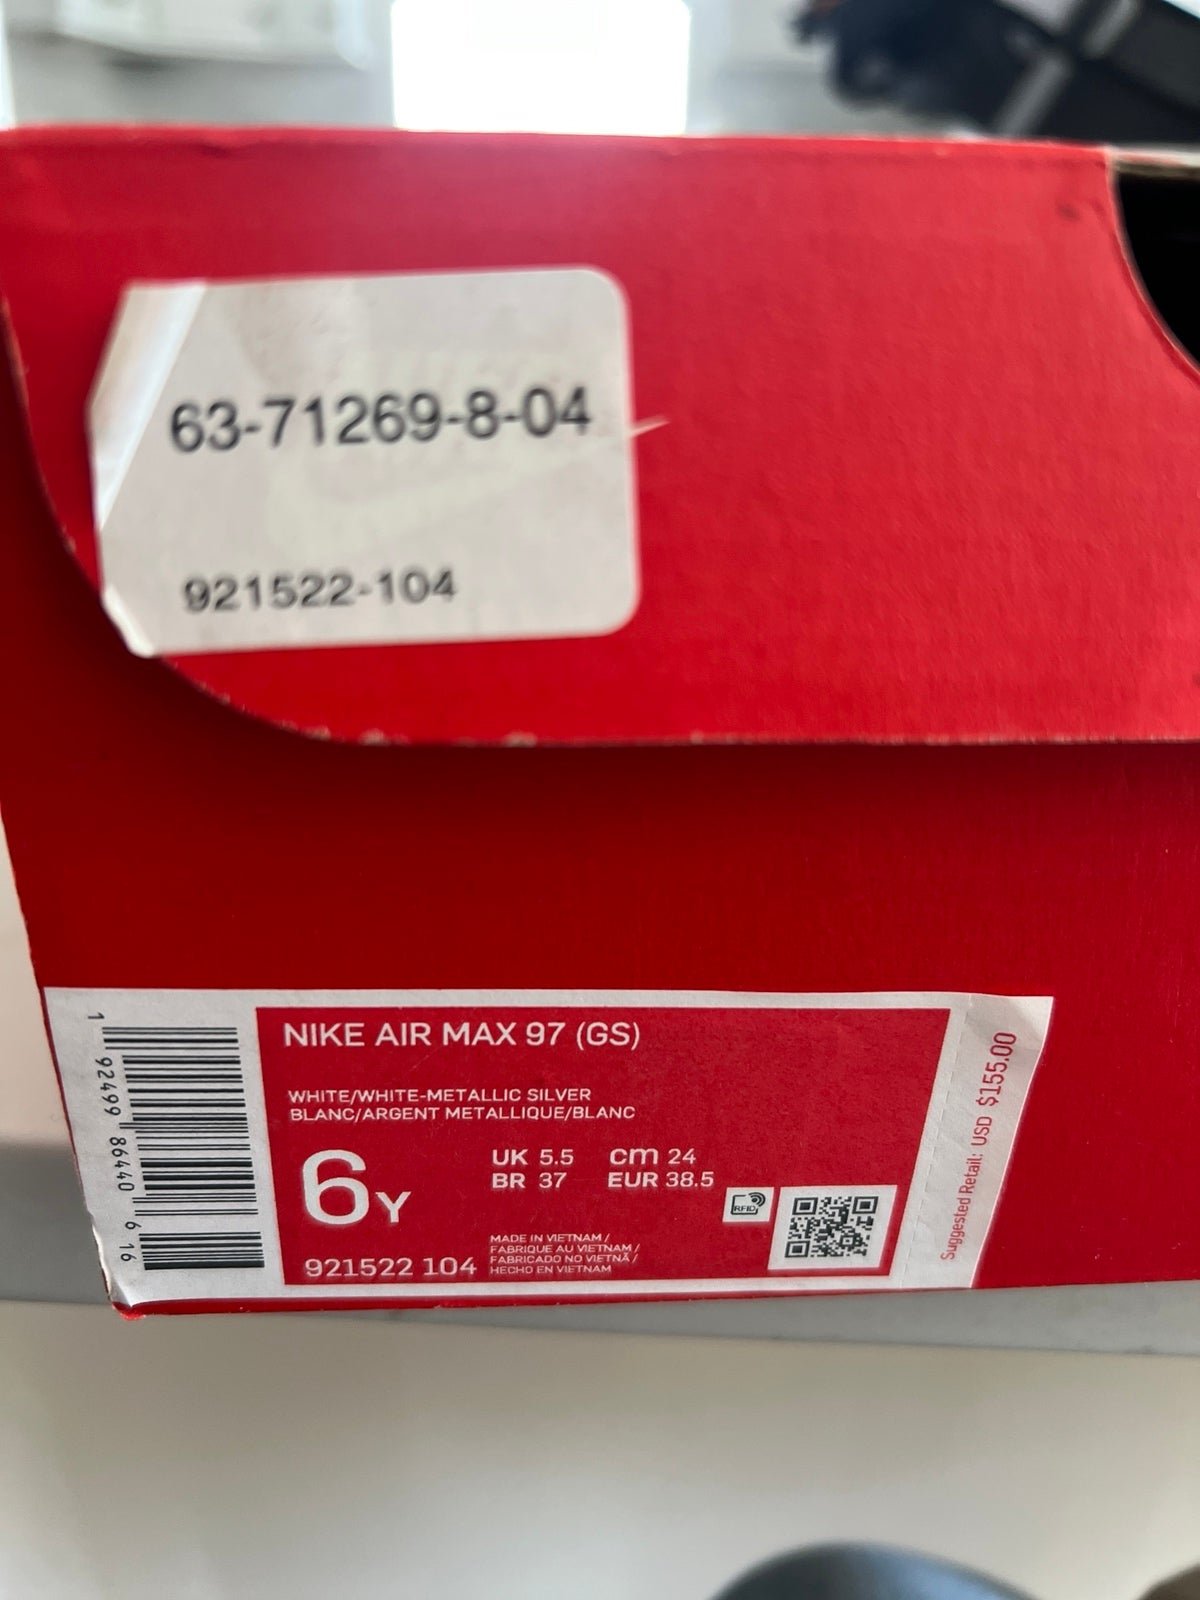 63-71269-8-04
921522-104
1 92499 86440 6 16
NIKE AIR MAX 97 (GS)
WHITE/WHITE-METALLIC SILVER
BLANC/ARGENT METALLIQUE/BLANC
6Y
UK 5.5 cm 24
BR 37 EUR 38.5
RFID
921522 104
MADE IN VIETNAM /
FABRIQUE AU VIETNAM /
FABRICADO NO VIETNÃ /
HECHO EN VIETNAM
Suggested Retail: USD $155.00